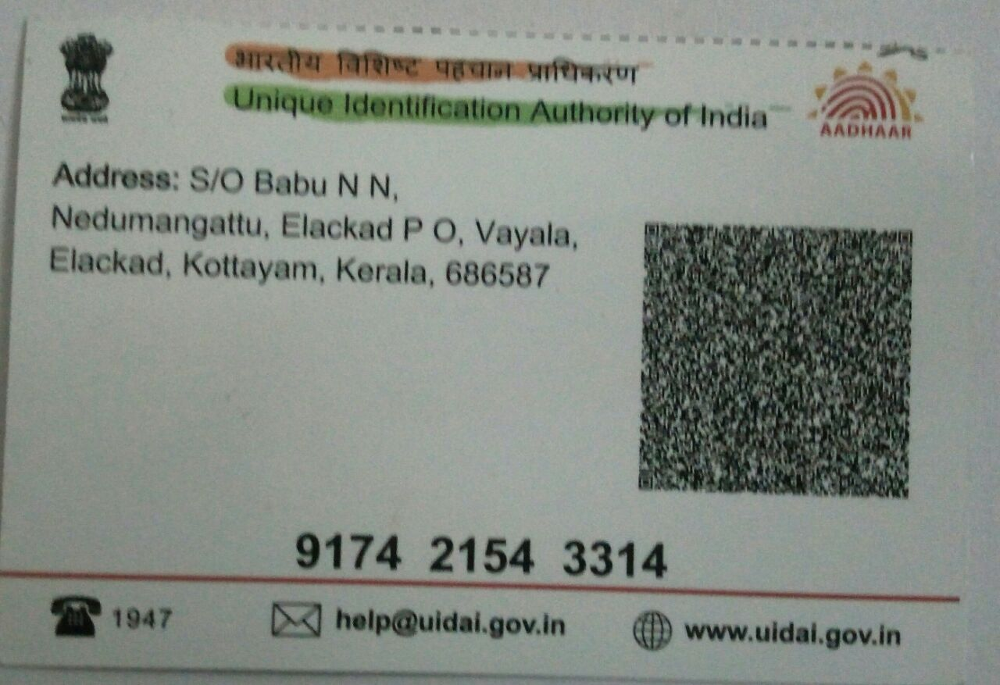 भारतीय विशिष्ट पहचान प्राधिकरण
Unique Identification Authority of India
AADHAAR
Address: S/O Babu N N,
Nedumangattu, Elackad P O, Vayala,
Elackad, Kottayam, Kerala, 686587
9174 2154 3314
1947
help@uidai.gov.in
www.uidai.gov.in